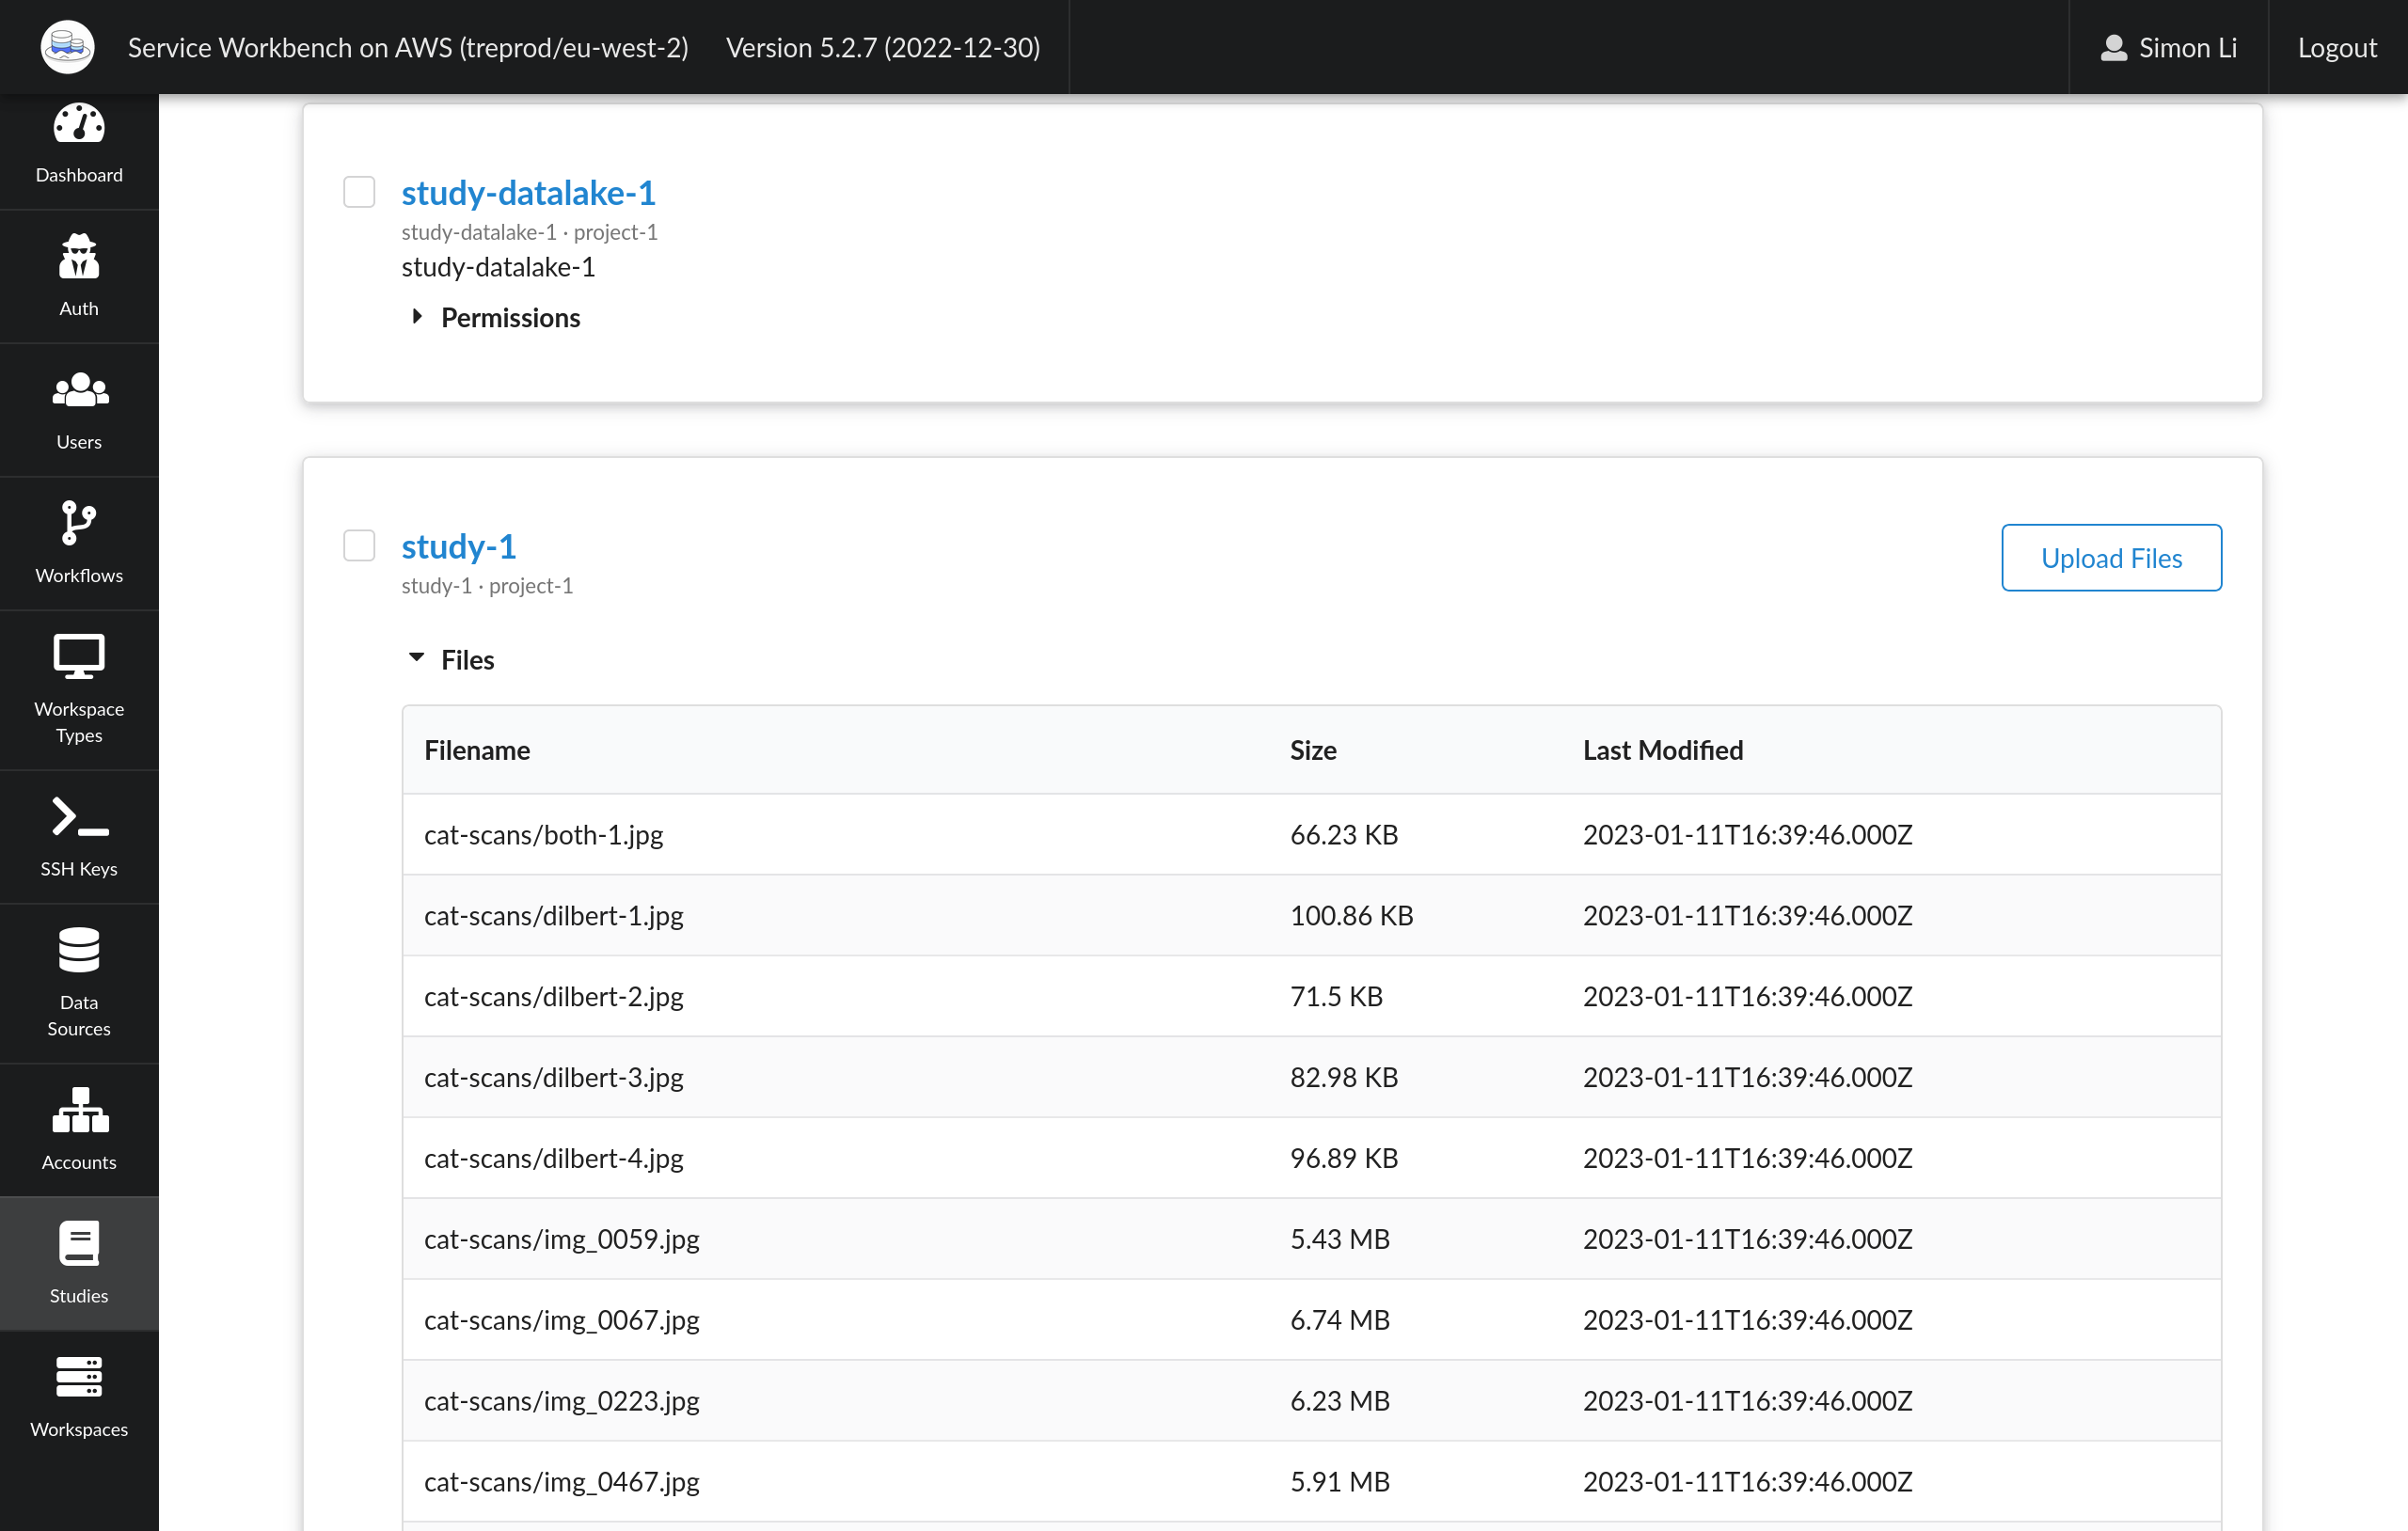 Service Workbench on AWS (treprod/eu-west-2) Version 5.2.7 (2022-12-30) Simon Li Logout
Dashboard
Auth
Users
Workflows
Workspace
Types
SSH Keys
Data
Sources
Accounts
Studies
Workspaces
study-datalake-1
study-datalake-1 · project-1
study-datalake-1
Permissions
study-1
study-1 · project-1
Upload Files
Files
Filename Size Last Modified
cat-scans/both-1.jpg 66.23 KB 2023-01-11T16:39:46.000Z
cat-scans/dilbert-1.jpg 100.86 KB 2023-01-11T16:39:46.000Z
cat-scans/dilbert-2.jpg 71.5 KB 2023-01-11T16:39:46.000Z
cat-scans/dilbert-3.jpg 82.98 KB 2023-01-11T16:39:46.000Z
cat-scans/dilbert-4.jpg 96.89 KB 2023-01-11T16:39:46.000Z
cat-scans/img_0059.jpg 5.43 MB 2023-01-11T16:39:46.000Z
cat-scans/img_0067.jpg 6.74 MB 2023-01-11T16:39:46.000Z
cat-scans/img_0223.jpg 6.23 MB 2023-01-11T16:39:46.000Z
cat-scans/img_0467.jpg 5.91 MB 2023-01-11T16:39:46.000Z